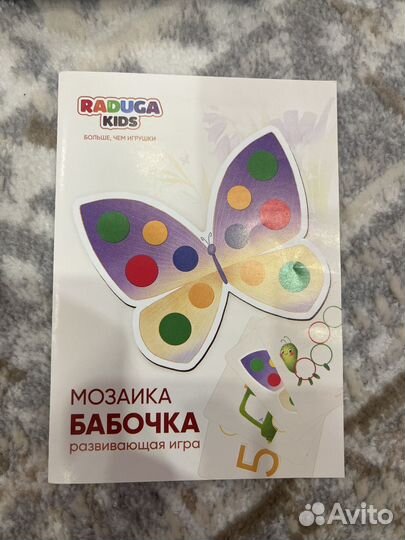 RADUGA
KIDS
БОЛЬШЕ, ЧЕМ ИГРУШКИ
МОЗАИКА
БАБОЧКА
развивающая игра
5
Avito